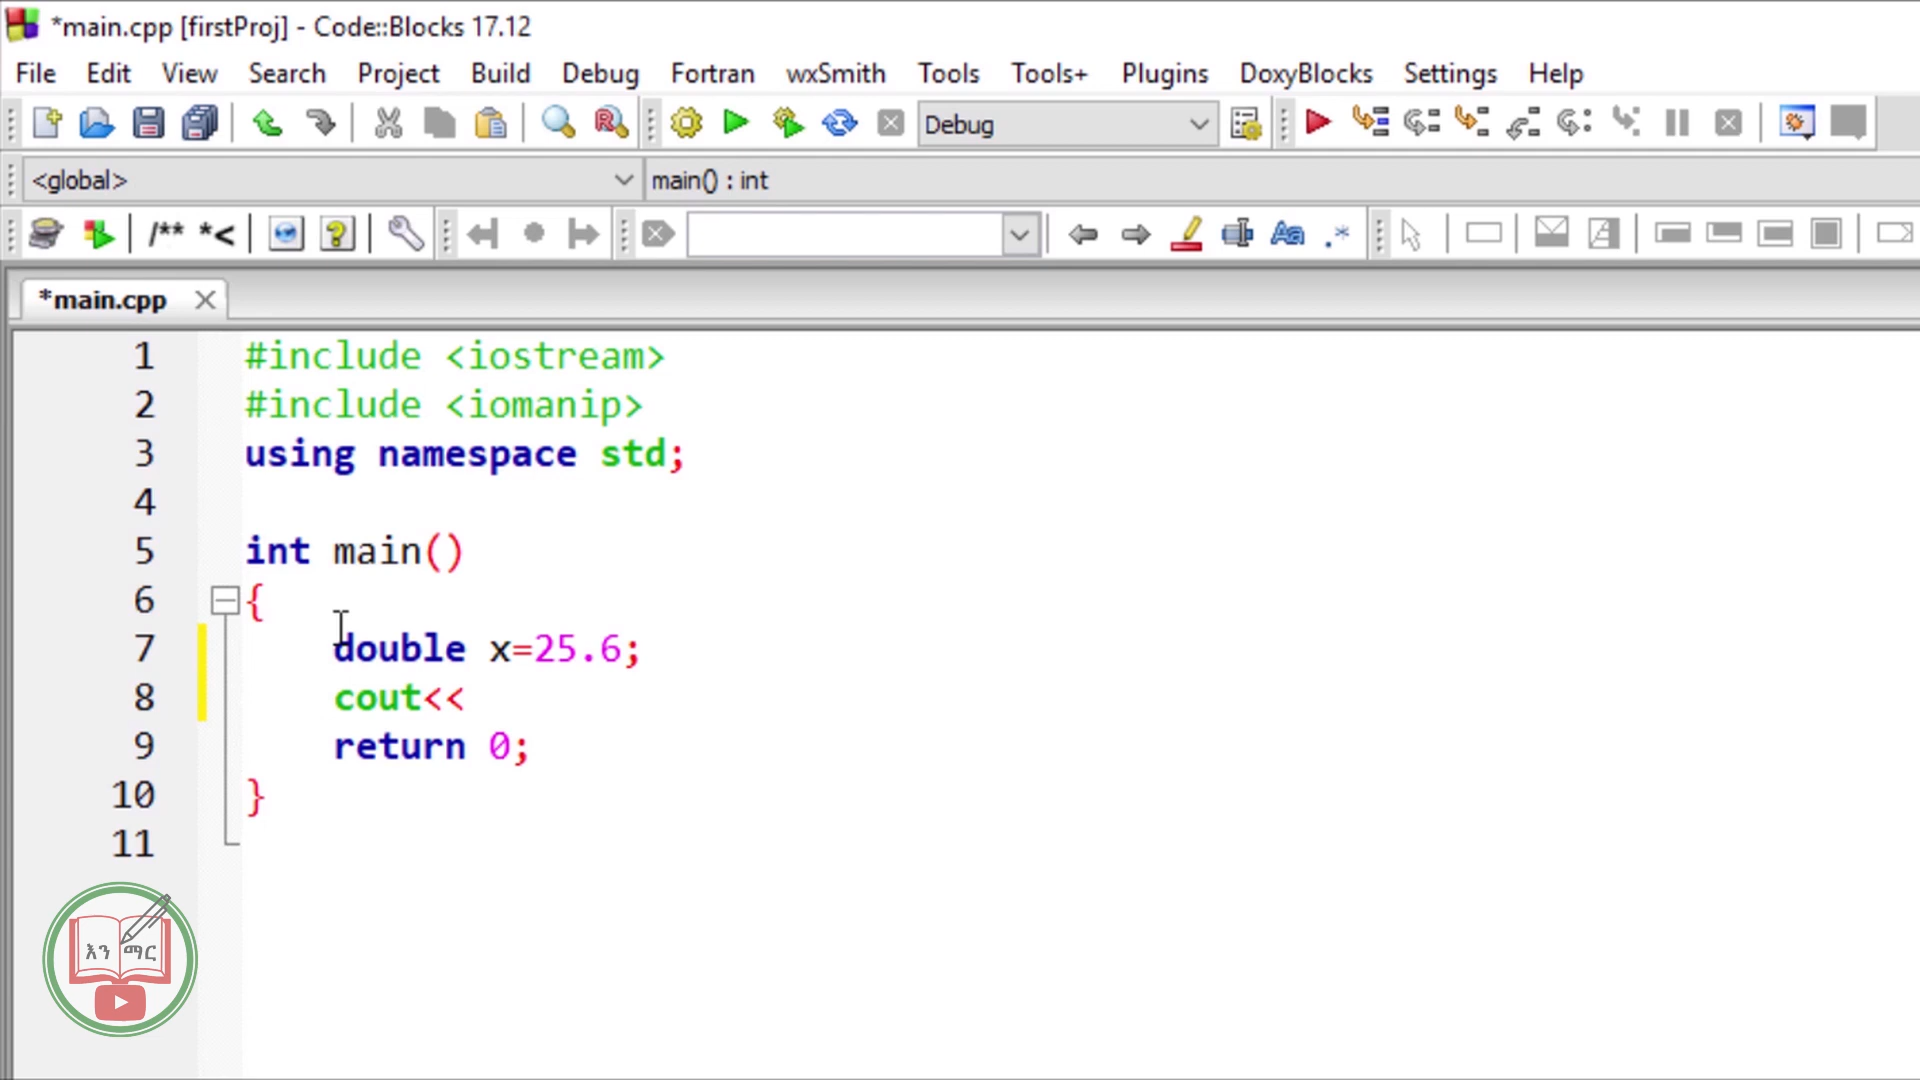 *main.cpp [firstProj] - Code::Blocks 17.12
File Edit View Search Project Build Debug Fortran wxSmith Tools Tools+ Plugins DoxyBlocks Settings Help
Debug
<global> main() : int
/** *<
*main.cpp
1 #include <iostream>
2 #include <iomanip>
3 using namespace std;
4
5 int main()
6 {
7 double x=25.6;
8 cout<<
9 return 0;
10 }
11
እን ማር